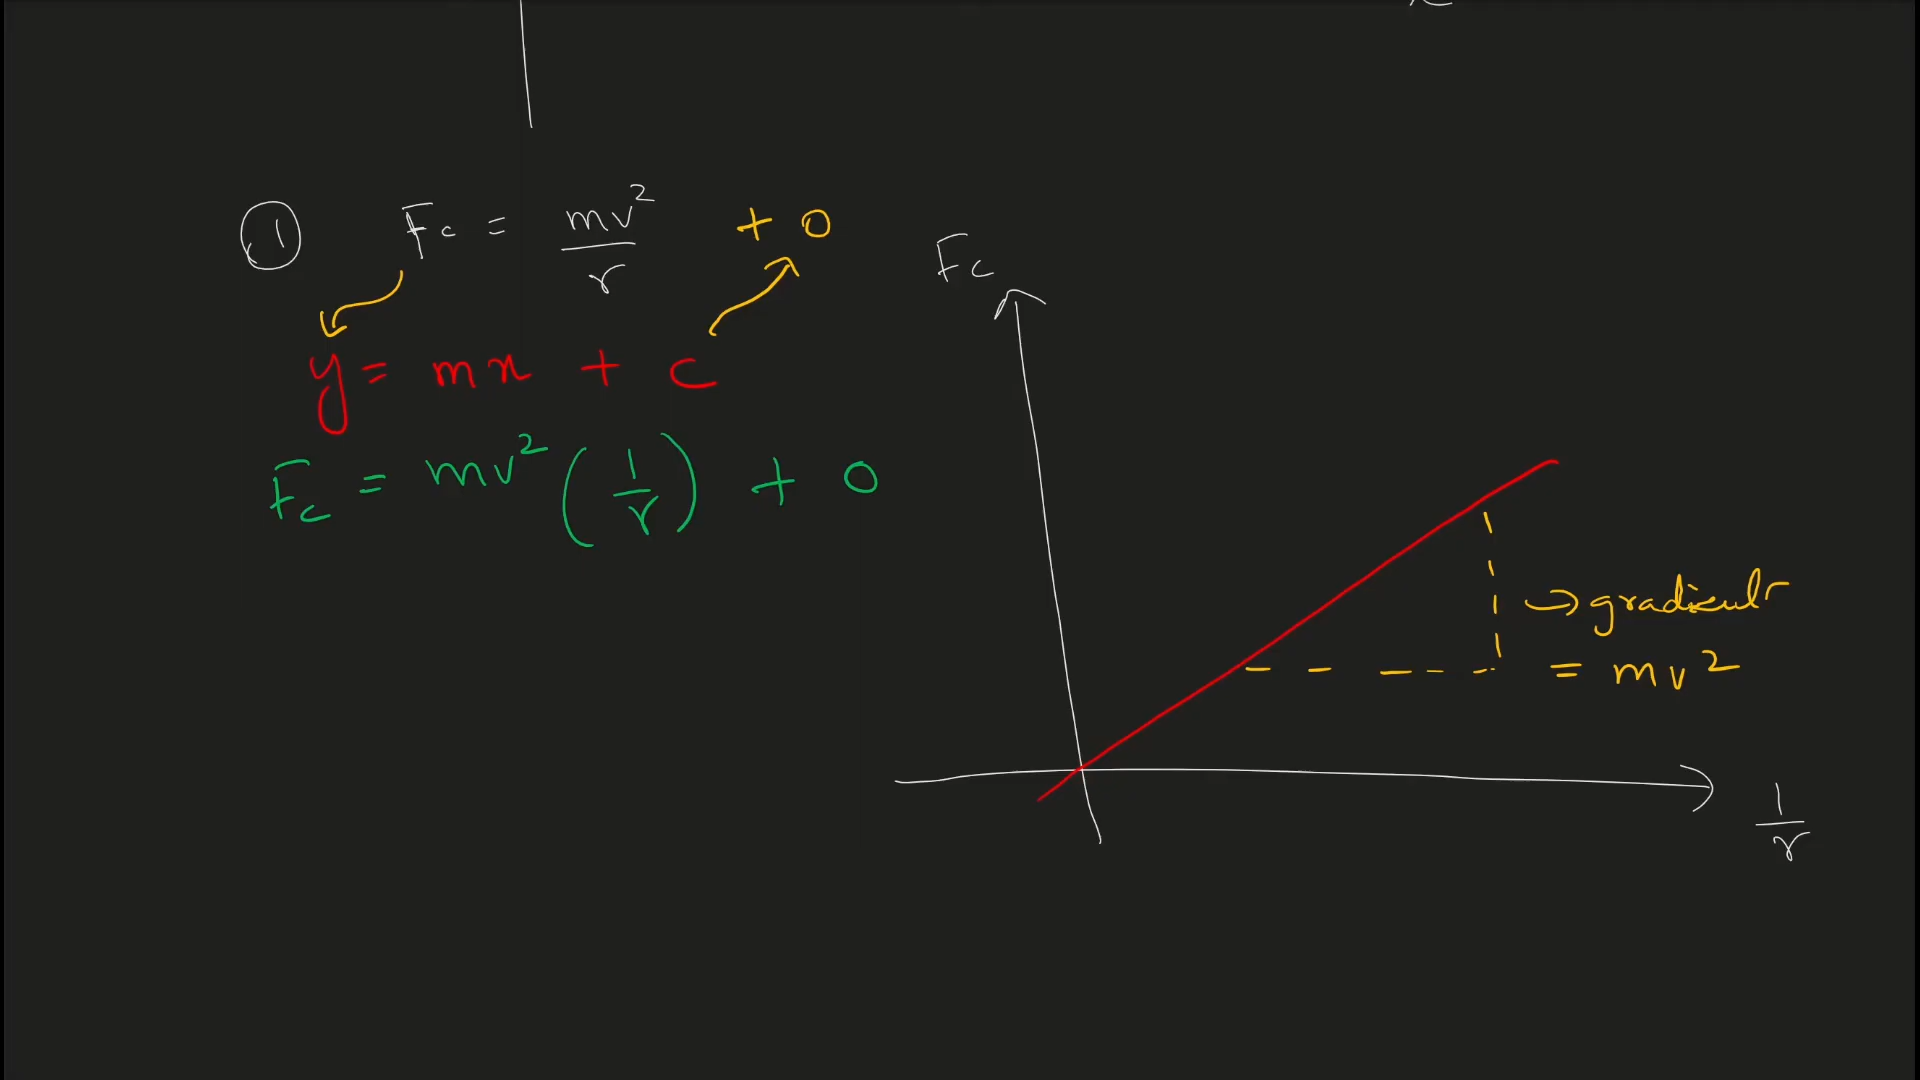 ① Fc = mv²/r + 0
y = mx + c
Fc = mv² (1/r) + 0
Fc
→ gradient
= mv²
1/r